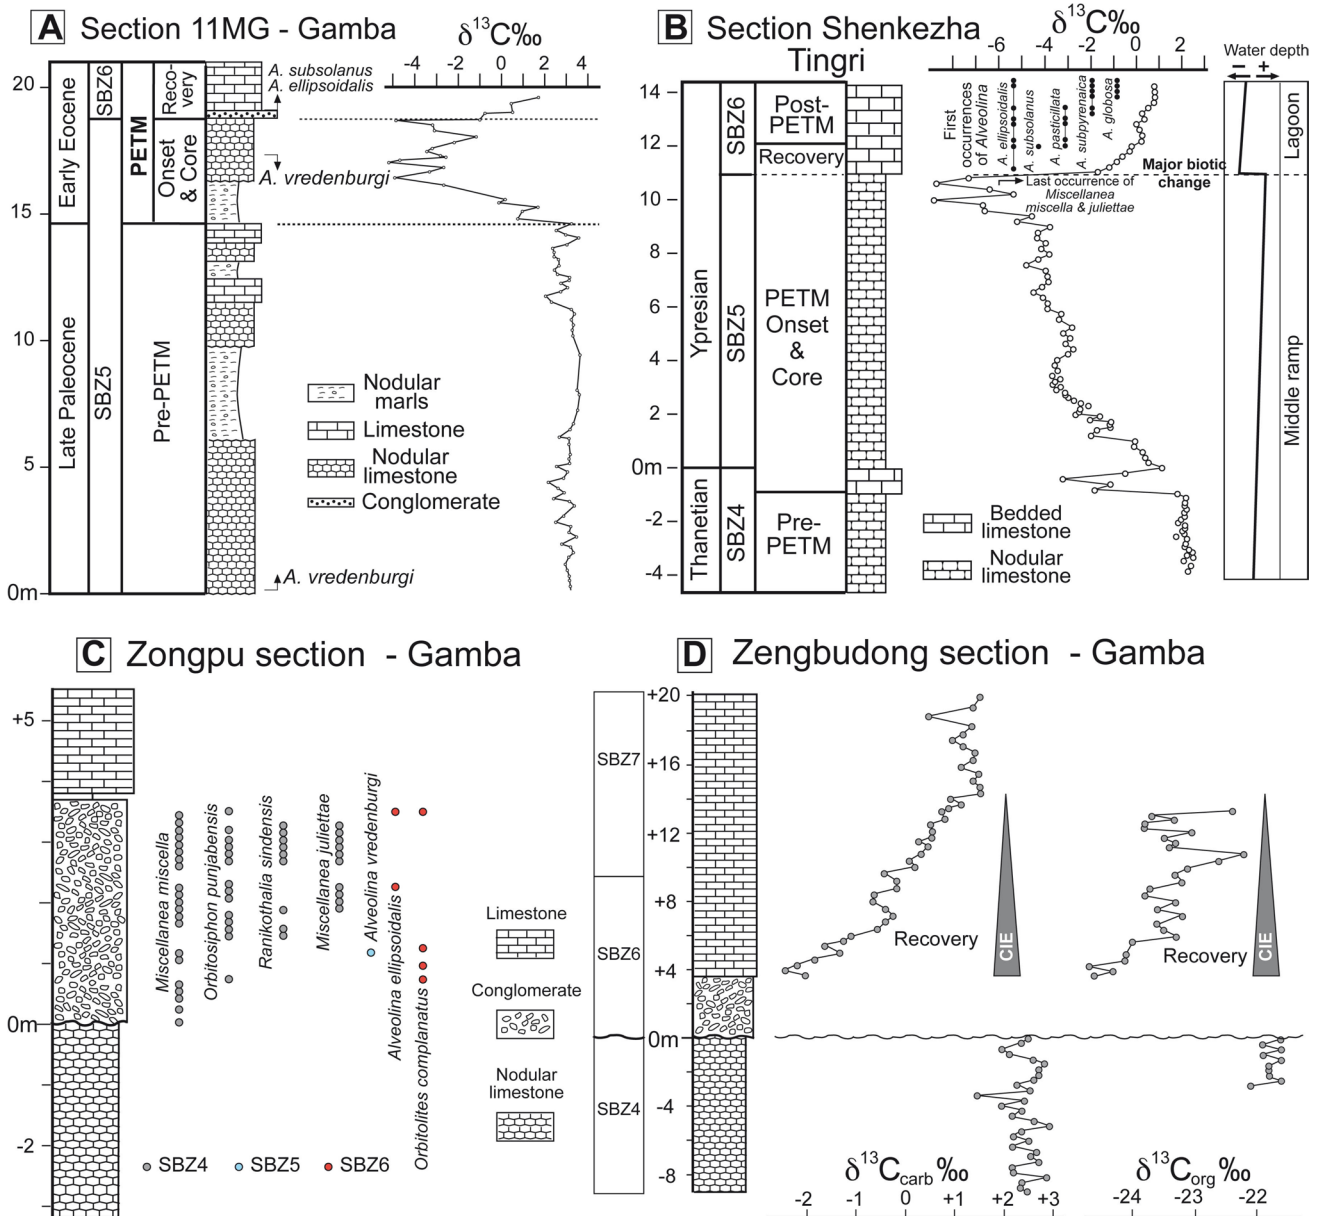 A Section 11MG - Gamba
δ13C‰
-4 -2 0 2 4
20
15
10
5
0m
Early Eocene
Late Paleocene
SBZ6
SBZ5
PETM
Reco-
very
Onset
& Core
Pre-PETM
A. subsolanus
A. ellipsoidalis
A. vredenburgi
A. vredenburgi
Nodular
marls
Limestone
Nodular
limestone
Conglomerate
B Section Shenkezha
Tingri
δ13C‰
-6 -4 -2 0 2
Water depth
− +
14
12
10
8
6
4
2
0m
-2
-4
Ypresian
Thanetian
SBZ6
SBZ5
SBZ4
Post-
PETM
Recovery
PETM
Onset
&
Core
Pre-
PETM
First
occurrences
of Alveolina
A. ellipsoidalis
A. subsolanus
A. pasticillata
A. subpyrenaica
A. globosa
Major biotic
change
Last occurrence of
Miscellanea
miscella & juliettae
Lagoon
Middle ramp
Bedded
limestone
Nodular
limestone
C Zongpu section - Gamba
+5
0m
-2
Miscellanea miscella
Orbitosiphon punjabensis
Ranikothalia sindensis
Miscellanea juliettae
Alveolina vredenburgi
Alveolina ellipsoidalis
Orbitolites complanatus
Limestone
Conglomerate
Nodular
limestone
SBZ4 SBZ5 SBZ6
D Zengbudong section - Gamba
SBZ7
SBZ6
SBZ4
+20
+16
+12
+8
+4
0m
-4
-8
Recovery
CIE
Recovery
CIE
δ13Ccarb ‰
-2 -1 0 +1 +2 +3
δ13Corg ‰
-24 -23 -22